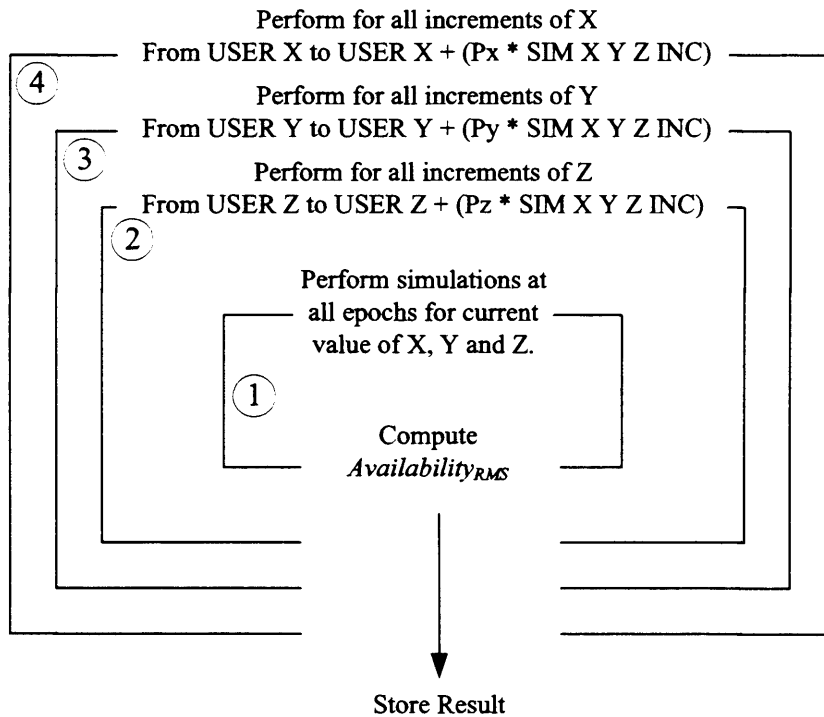 Perform for all increments of X
From USER X to USER X + (Px * SIM X Y Z INC)
4
Perform for all increments of Y
From USER Y to USER Y + (Py * SIM X Y Z INC)
3
Perform for all increments of Z
From USER Z to USER Z + (Pz * SIM X Y Z INC)
2
Perform simulations at
all epochs for current
value of X, Y and Z.
1
Compute
Availability_RMS
Store Result